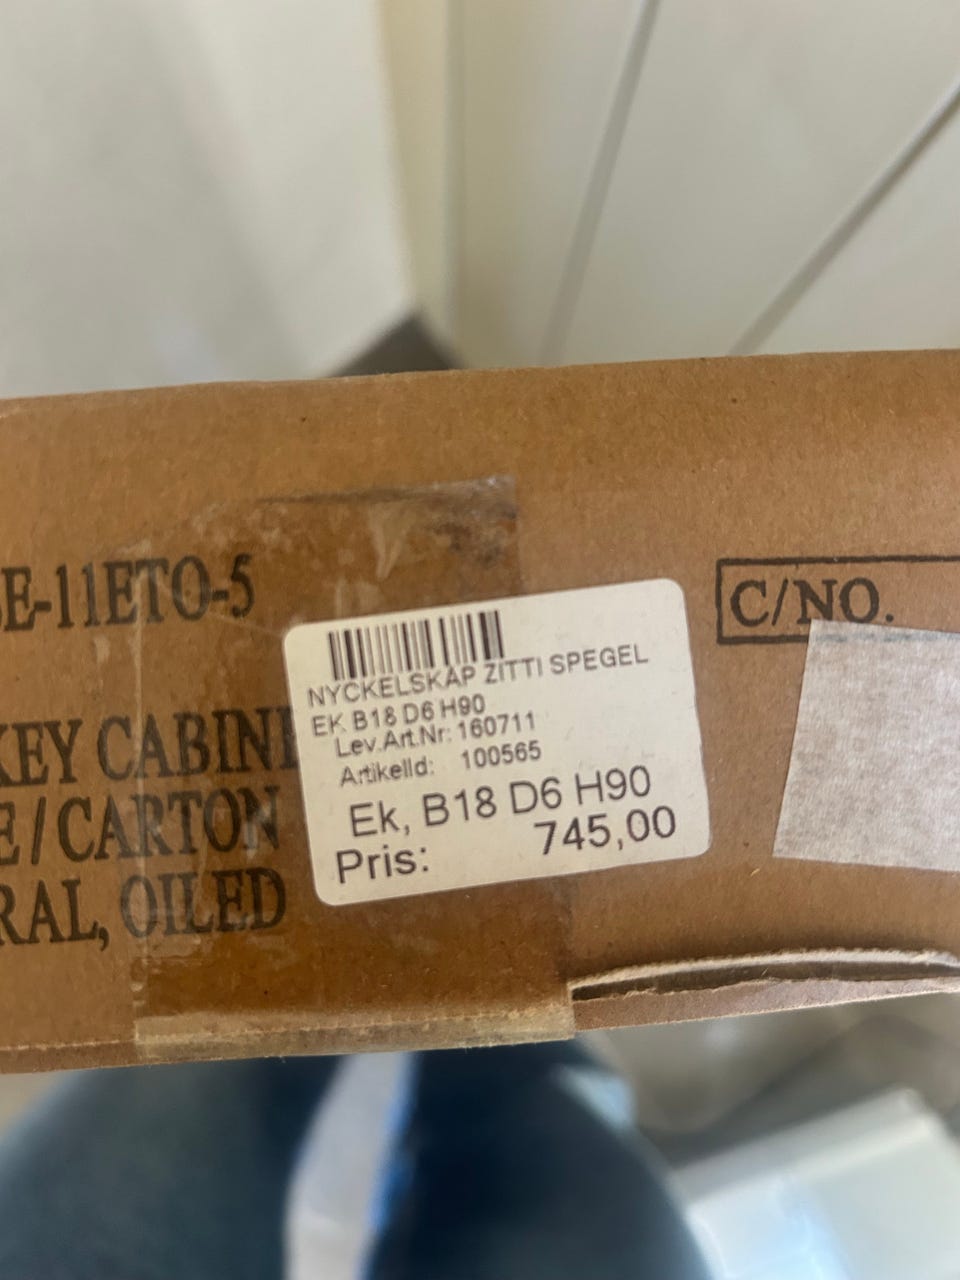 E-11ETO-5
C/NO.
KEY CABIN
E/CARTON
RAL, OILED
NYCKELSKÅP ZITTI SPEGEL
EK B18 D6 H90
Lev.Art.Nr: 160711
ArtikelId: 100565
Ek, B18 D6 H90
Pris: 745,00